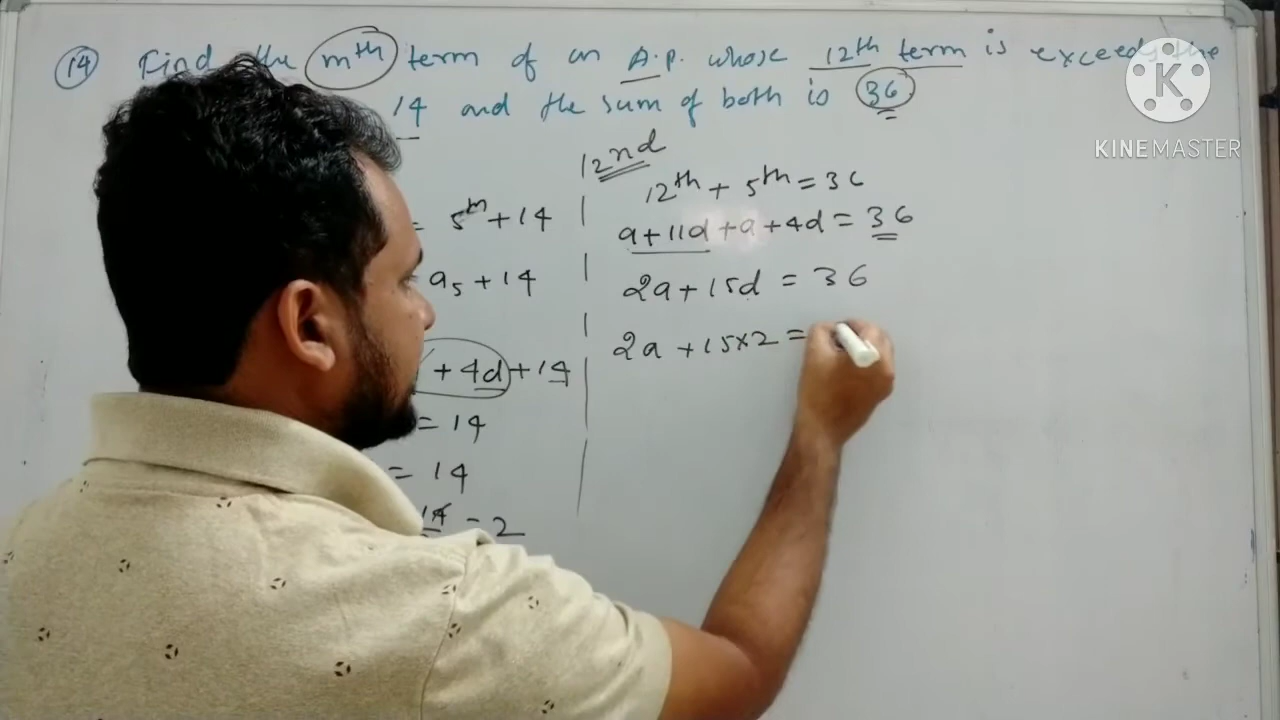 14 Find the mth term of an A.P. whose 12th term is exceeds the
14 and the sum of both is 36
KINEMASTER
12nd
12th + 5th = 36
= 5th + 14
a + 11d + a + 4d = 36
a5 + 14
2a + 15d = 36
2a + 15×2 =
+ 4d + 14
= 14
= 14
14 = 2